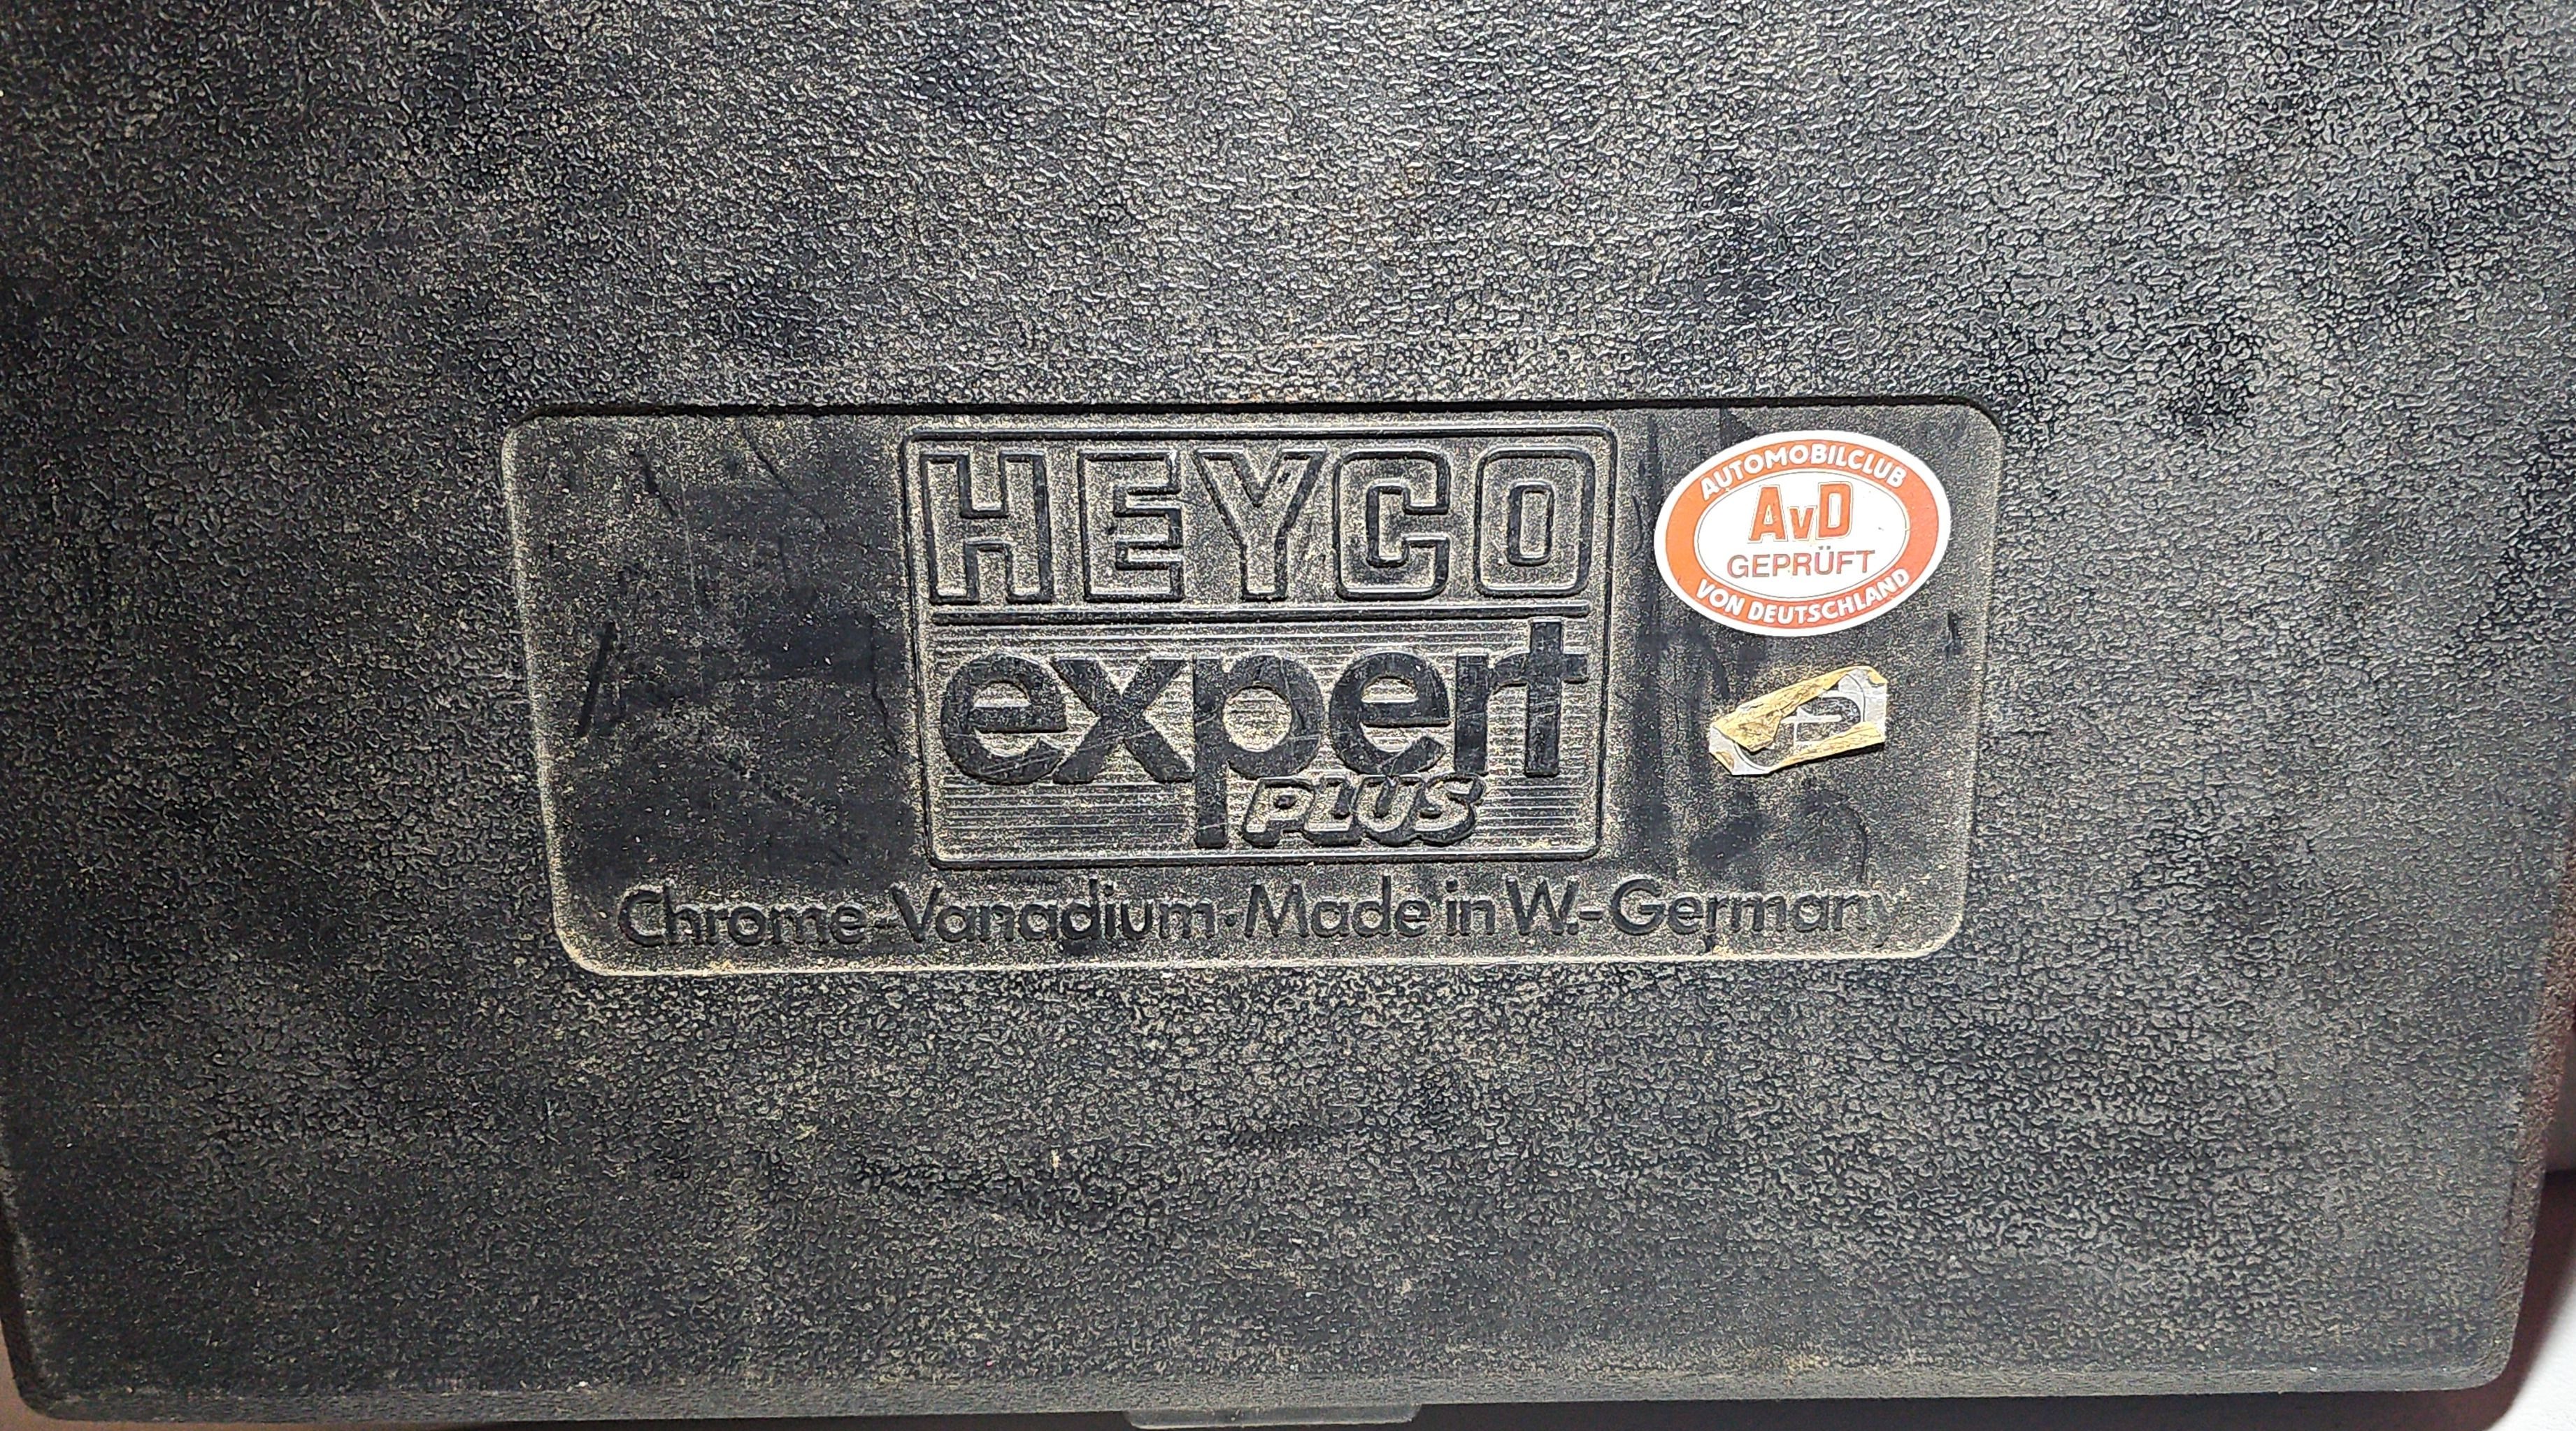 HEYCO
expert
PLUS
Chrome-Vanadium·Made in W.-Germany
AUTOMOBILCLUB
AvD
GEPRÜFT
VON DEUTSCHLAND